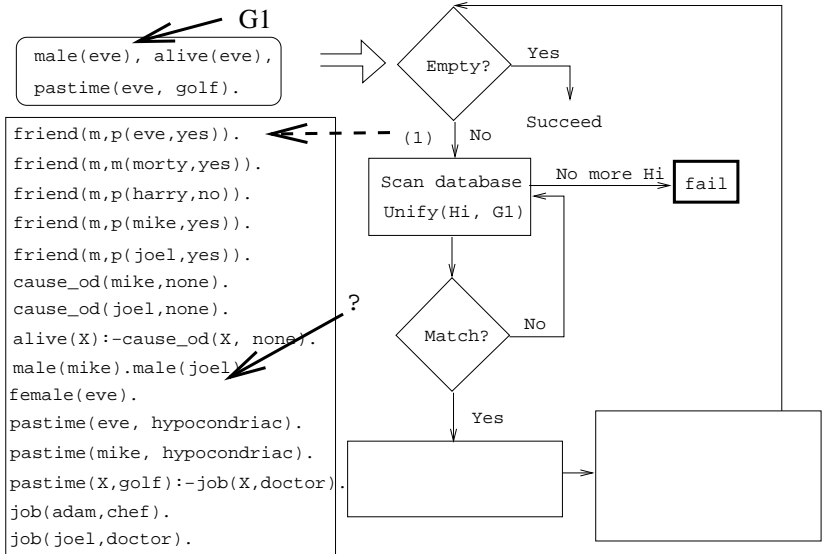 G1
male(eve), alive(eve),
pastime(eve, golf).
Empty?
Yes
Succeed
(1)
No
friend(m,p(eve,yes)).
friend(m,m(morty,yes)).
friend(m,p(harry,no)).
friend(m,p(mike,yes)).
friend(m,p(joel,yes)).
cause_od(mike,none).
cause_od(joel,none).
alive(X):-cause_od(X, none).
male(mike).male(joel)
female(eve).
pastime(eve, hypocondriac).
pastime(mike, hypocondriac).
pastime(X,golf):-job(X,doctor).
job(adam,chef).
job(joel,doctor).
?
Scan database
Unify(Hi, G1)
No more Hi
fail
Match?
No
Yes